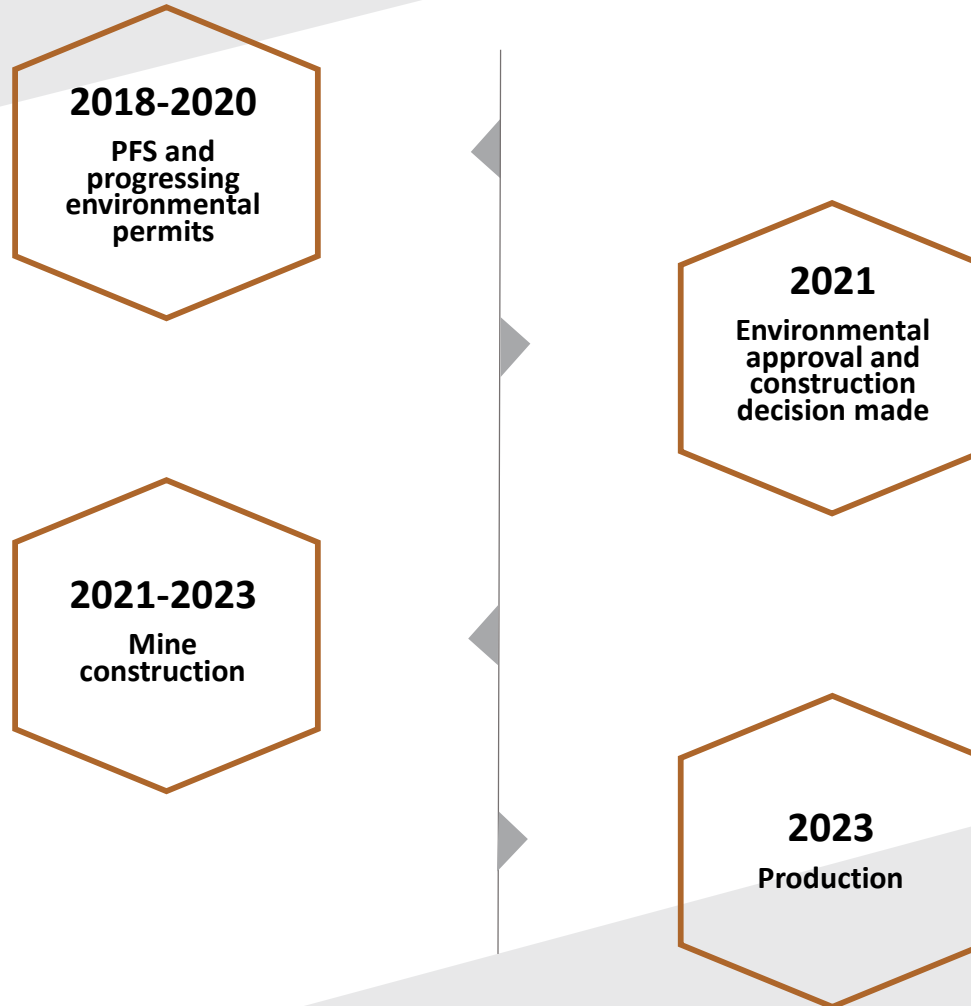 2018-2020
PFS and
progressing
environmental
permits
2021
Environmental
approval and
construction
decision made
2021-2023
Mine
construction
2023
Production